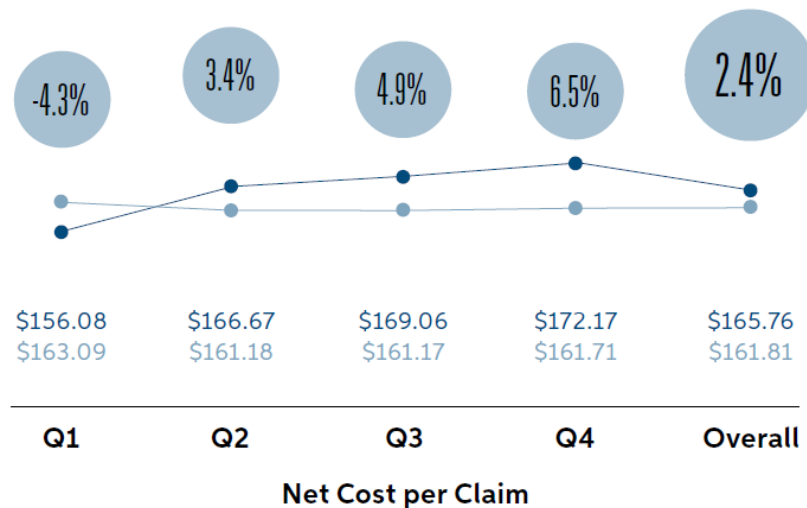 -4.3% 3.4% 4.9% 6.5% 2.4%
$156.08 $166.67 $169.06 $172.17 $165.76
$163.09 $161.18 $161.17 $161.71 $161.81
Q1 Q2 Q3 Q4 Overall
Net Cost per Claim